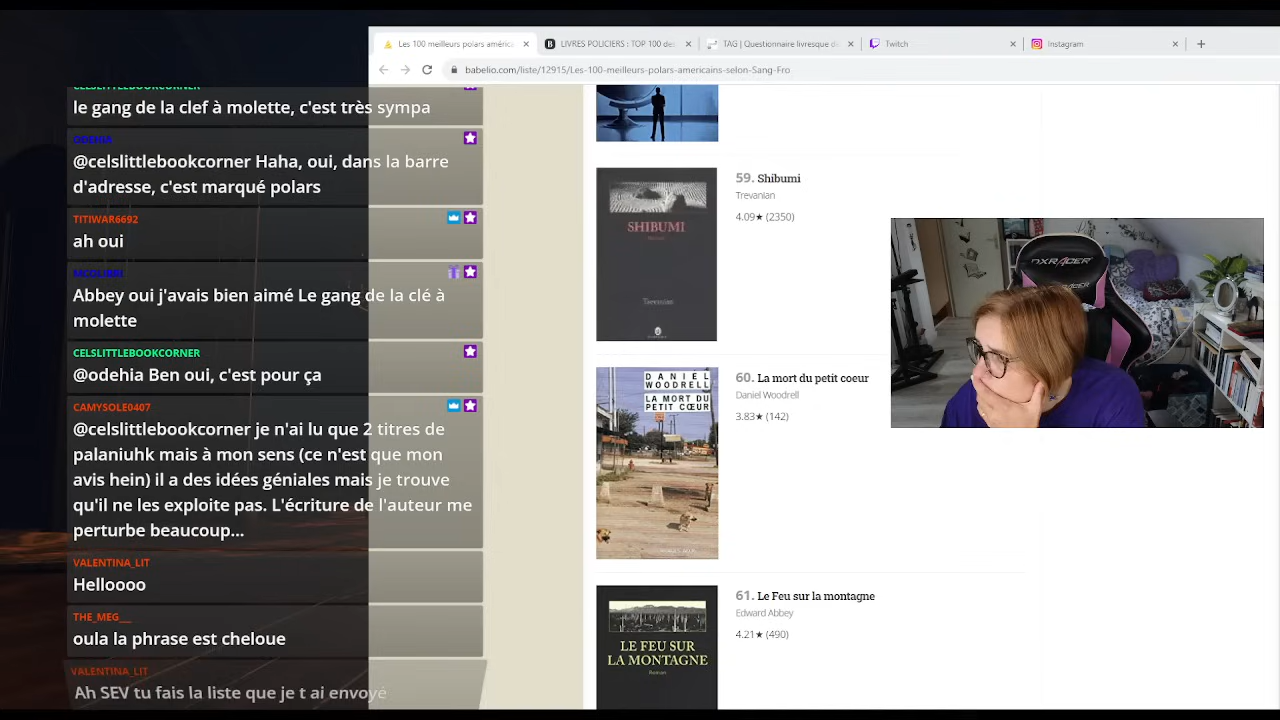 Les 100 meilleurs polars américa
LIVRES POLICIERS : TOP 100 des
TAG | Questionnaire livresque d
Twitch
Instagram
babelio.com/liste/12915/Les-100-meilleurs-polars-americains-selon-Sang-Fro
CELSLITTLEBOOKCORNER
le gang de la clef à molette, c'est très sympa
ODEHIA
@celslittlebookcorner Haha, oui, dans la barre
d'adresse, c'est marqué polars
TITIWAR6692
ah oui
MCOLIBRI
Abbey oui j'avais bien aimé Le gang de la clé à
molette
CELSLITTLEBOOKCORNER
@odehia Ben oui, c'est pour ça
CAMYSOLE0407
@celslittlebookcorner je n'ai lu que 2 titres de
palaniuhk mais à mon sens (ce n'est que mon
avis hein) il a des idées géniales mais je trouve
qu'il ne les exploite pas. L'écriture de l'auteur me
perturbe beaucoup...
VALENTINA_LIT
Helloooo
THE_MEG___
oula la phrase est cheloue
VALENTINA_LIT
Ah SEV tu fais la liste que je t ai envoyé
SHIBUMI
Trevanian
59. Shibumi
Trevanian
4.09★ (2350)
DANIEL
WOODRELL
LA MORT DU
PETIT CŒUR
60. La mort du petit coeur
Daniel Woodrell
3.83★ (142)
LE FEU SUR
LA MONTAGNE
Roman
61. Le Feu sur la montagne
Edward Abbey
4.21★ (490)
DXRACER